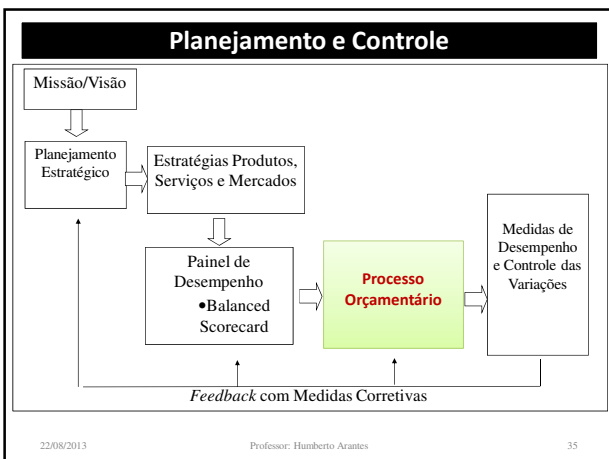 Planejamento e Controle
Missão/Visão
Planejamento
Estratégico
Estratégias Produtos,
Serviços e Mercados
Painel de
Desempenho
•Balanced
Scorecard
Processo
Orçamentário
Medidas de
Desempenho
e Controle das
Variações
Feedback com Medidas Corretivas
22/08/2013
Professor: Humberto Arantes
35